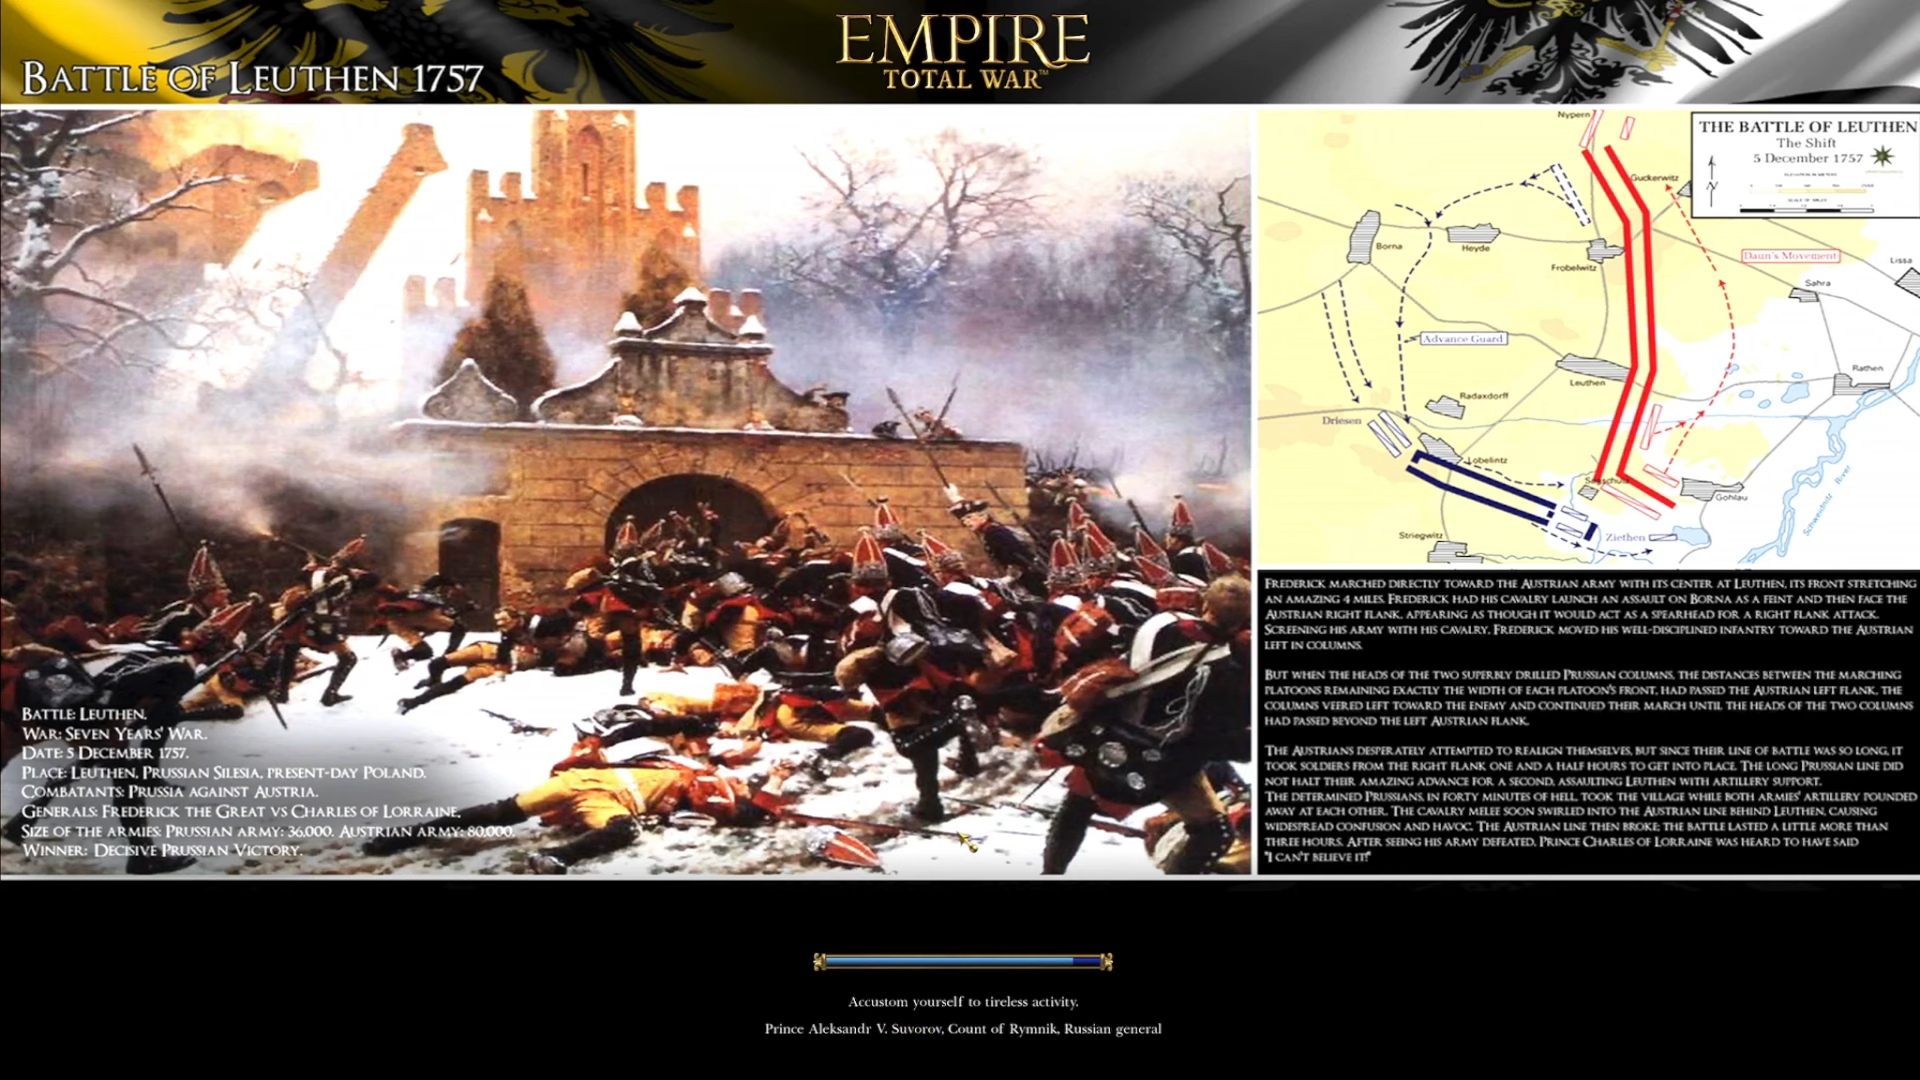 BATTLE OF LEUTHEN 1757
EMPIRE
TOTAL WAR™
Nypern
THE BATTLE OF LEUTHEN
The Shift
5 December 1757
N
Guckerwitz
Borna
Heyde
Frobelwitz
Daun's Movement
Lissa
Sahra
Advance Guard
Leuthen
Rathen
Radaxdorff
Driesen
Lobelintz
Gohlau
Schweidnitz River
Striegwitz
Ziethen
BATTLE: LEUTHEN.
WAR: SEVEN YEARS' WAR.
DATE: 5 DECEMBER 1757.
PLACE: LEUTHEN, PRUSSIAN SILESIA, PRESENT-DAY POLAND.
COMBATANTS: PRUSSIA AGAINST AUSTRIA.
GENERALS: FREDERICK THE GREAT VS CHARLES OF LORRAINE.
SIZE OF THE ARMIES: PRUSSIAN ARMY: 36,000. AUSTRIAN ARMY: 80,000.
WINNER: DECISIVE PRUSSIAN VICTORY.
FREDERICK MARCHED DIRECTLY TOWARD THE AUSTRIAN ARMY WITH ITS CENTER AT LEUTHEN, ITS FRONT STRETCHING
AN AMAZING 4 MILES. FREDERICK HAD HIS CAVALRY LAUNCH AN ASSAULT ON BORNA AS A FEINT AND THEN FACE THE
AUSTRIAN RIGHT FLANK, APPEARING AS THOUGH IT WOULD ACT AS A SPEARHEAD FOR A RIGHT FLANK ATTACK.
SCREENING HIS ARMY WITH HIS CAVALRY, FREDERICK MOVED HIS WELL-DISCIPLINED INFANTRY TOWARD THE AUSTRIAN
LEFT IN COLUMNS.
BUT WHEN THE HEADS OF THE TWO SUPERBLY DRILLED PRUSSIAN COLUMNS, THE DISTANCES BETWEEN THE MARCHING
PLATOONS REMAINING EXACTLY THE WIDTH OF EACH PLATOON'S FRONT, HAD PASSED THE AUSTRIAN LEFT FLANK, THE
COLUMNS VEERED LEFT TOWARD THE ENEMY AND CONTINUED THEIR MARCH UNTIL THE HEADS OF THE TWO COLUMNS
HAD PASSED BEYOND THE LEFT AUSTRIAN FLANK.
THE AUSTRIANS DESPERATELY ATTEMPTED TO REALIGN THEMSELVES, BUT SINCE THEIR LINE OF BATTLE WAS SO LONG, IT
TOOK SOLDIERS FROM THE RIGHT FLANK ONE AND A HALF HOURS TO GET INTO PLACE. THE LONG PRUSSIAN LINE DID
NOT HALT THEIR AMAZING ADVANCE FOR A SECOND, ASSAULTING LEUTHEN WITH ARTILLERY SUPPORT.
THE DETERMINED PRUSSIANS, IN FORTY MINUTES OF HELL, TOOK THE VILLAGE WHILE BOTH ARMIES' ARTILLERY POUNDED
AWAY AT EACH OTHER. THE CAVALRY MELEE SOON SWIRLED INTO THE AUSTRIAN LINE BEHIND LEUTHEN, CAUSING
WIDESPREAD CONFUSION AND HAVOC. THE AUSTRIAN LINE THEN BROKE; THE BATTLE LASTED A LITTLE MORE THAN
THREE HOURS. AFTER SEEING HIS ARMY DEFEATED, PRINCE CHARLES OF LORRAINE WAS HEARD TO HAVE SAID
"I CAN'T BELIEVE IT!"
Accustom yourself to tireless activity.
Prince Aleksandr V. Suvorov, Count of Rymnik, Russian general